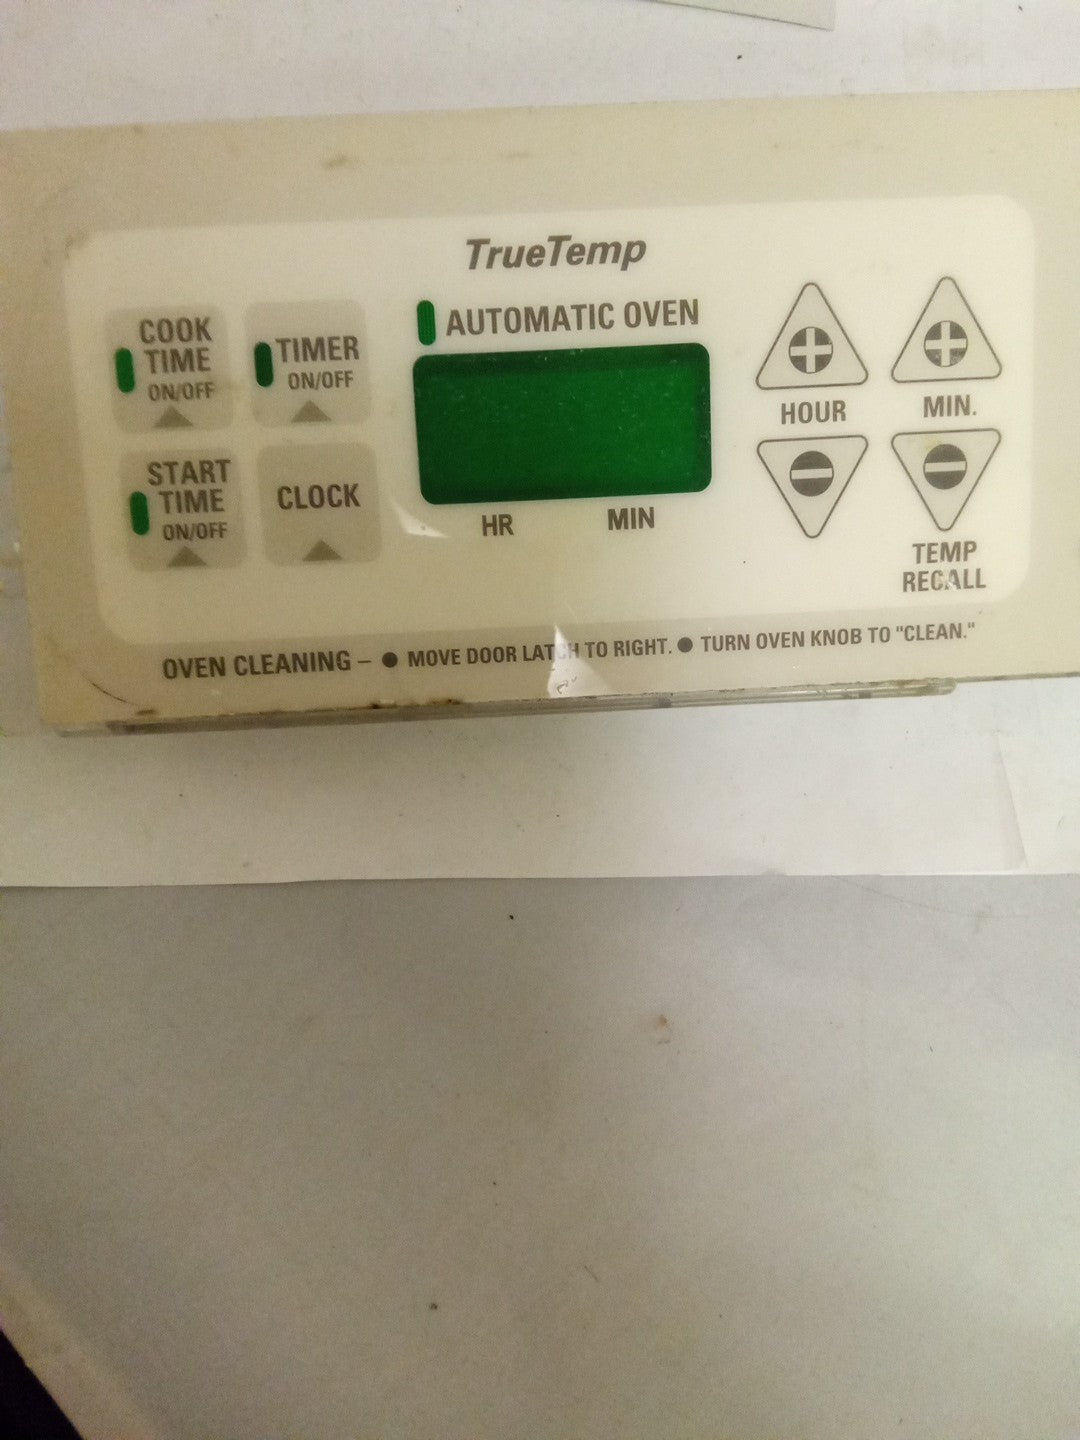 TrueTemp
AUTOMATIC OVEN
COOK
TIME
ON/OFF
TIMER
ON/OFF
START
TIME
ON/OFF
CLOCK
HR MIN
HOUR
MIN.
TEMP
RECALL
OVEN CLEANING – ● MOVE DOOR LATCH TO RIGHT. ● TURN OVEN KNOB TO "CLEAN."